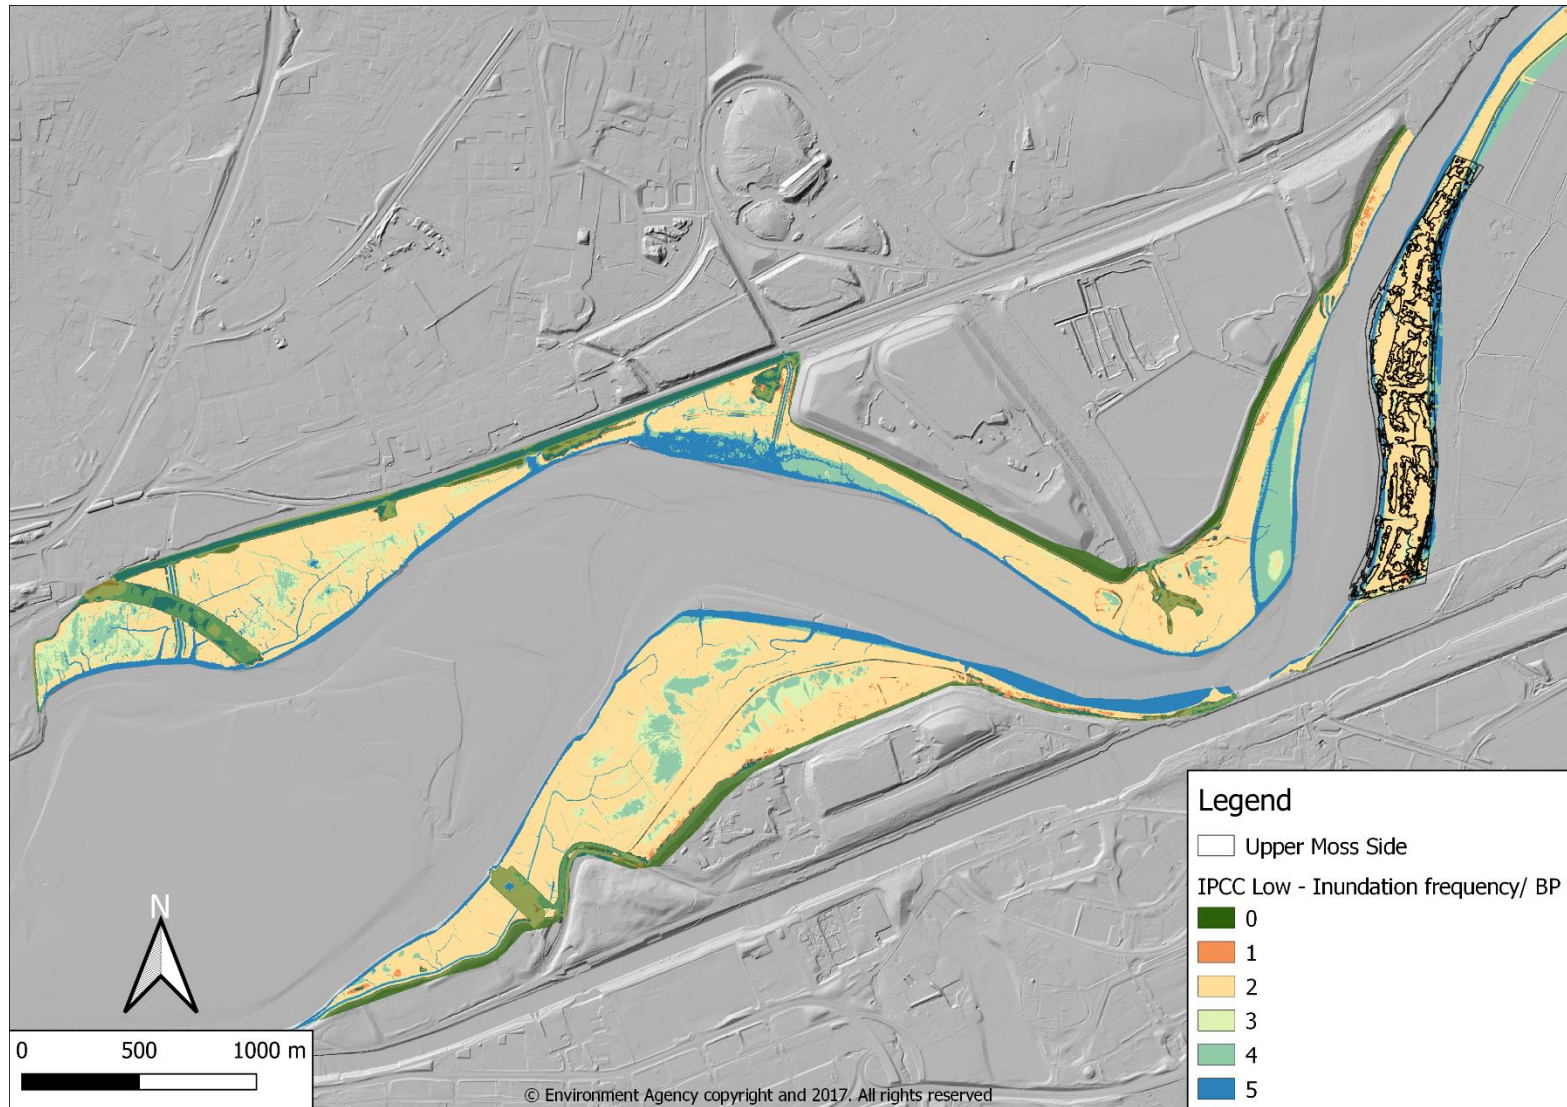 N
0 500 1000 m
© Environment Agency copyright and 2017. All rights reserved
Legend
Upper Moss Side
IPCC Low - Inundation frequency/ BP
0
1
2
3
4
5